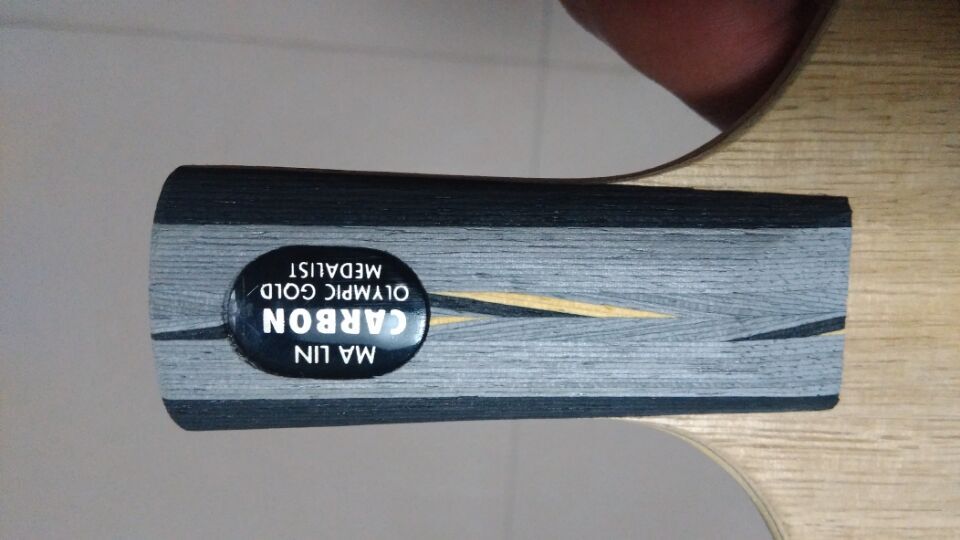 MA LIN
CARBON
OLYMPIC GOLD
MEDALIST